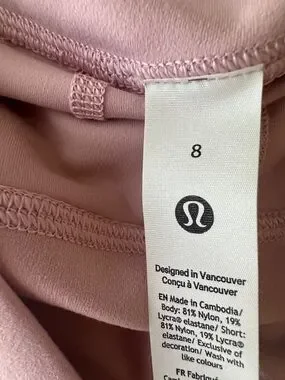 8
Designed in Vancouver
Conçu à Vancouver
EN Made in Cambodia/
Body: 81% Nylon, 19%
Lycra® elastane/ Short:
81% Nylon, 19% Lycra®
elastane/ Exclusive of
decoration/ Wash with
like colours
FR Fabriqué